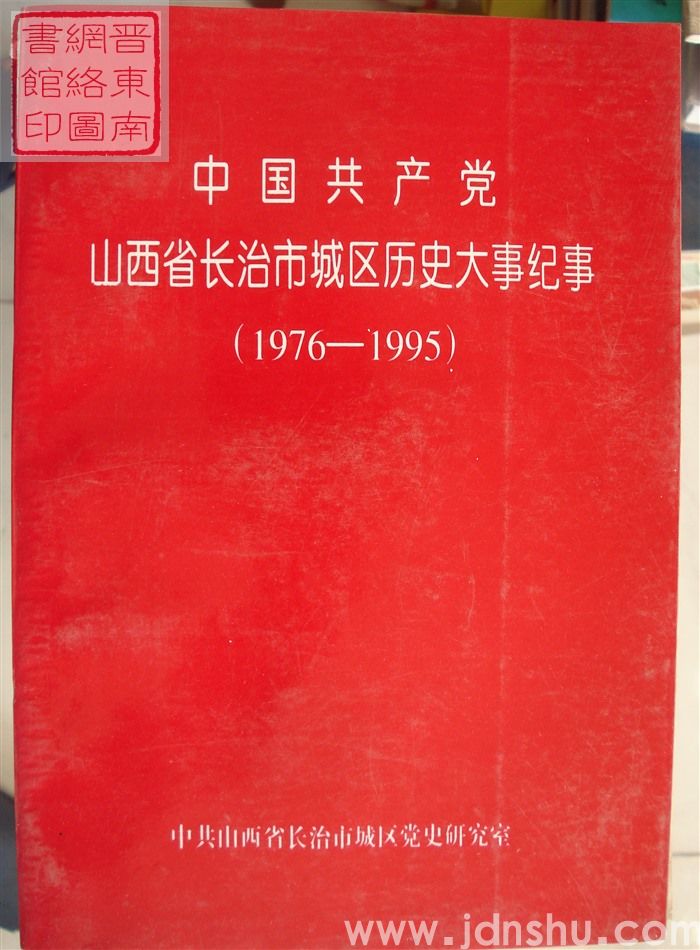 晋東南
網絡圖
書館印
中国共产党
山西省长治市城区历史大事纪事
(1976—1995)
中共山西省长治市城区党史研究室
www.jdnshu.com